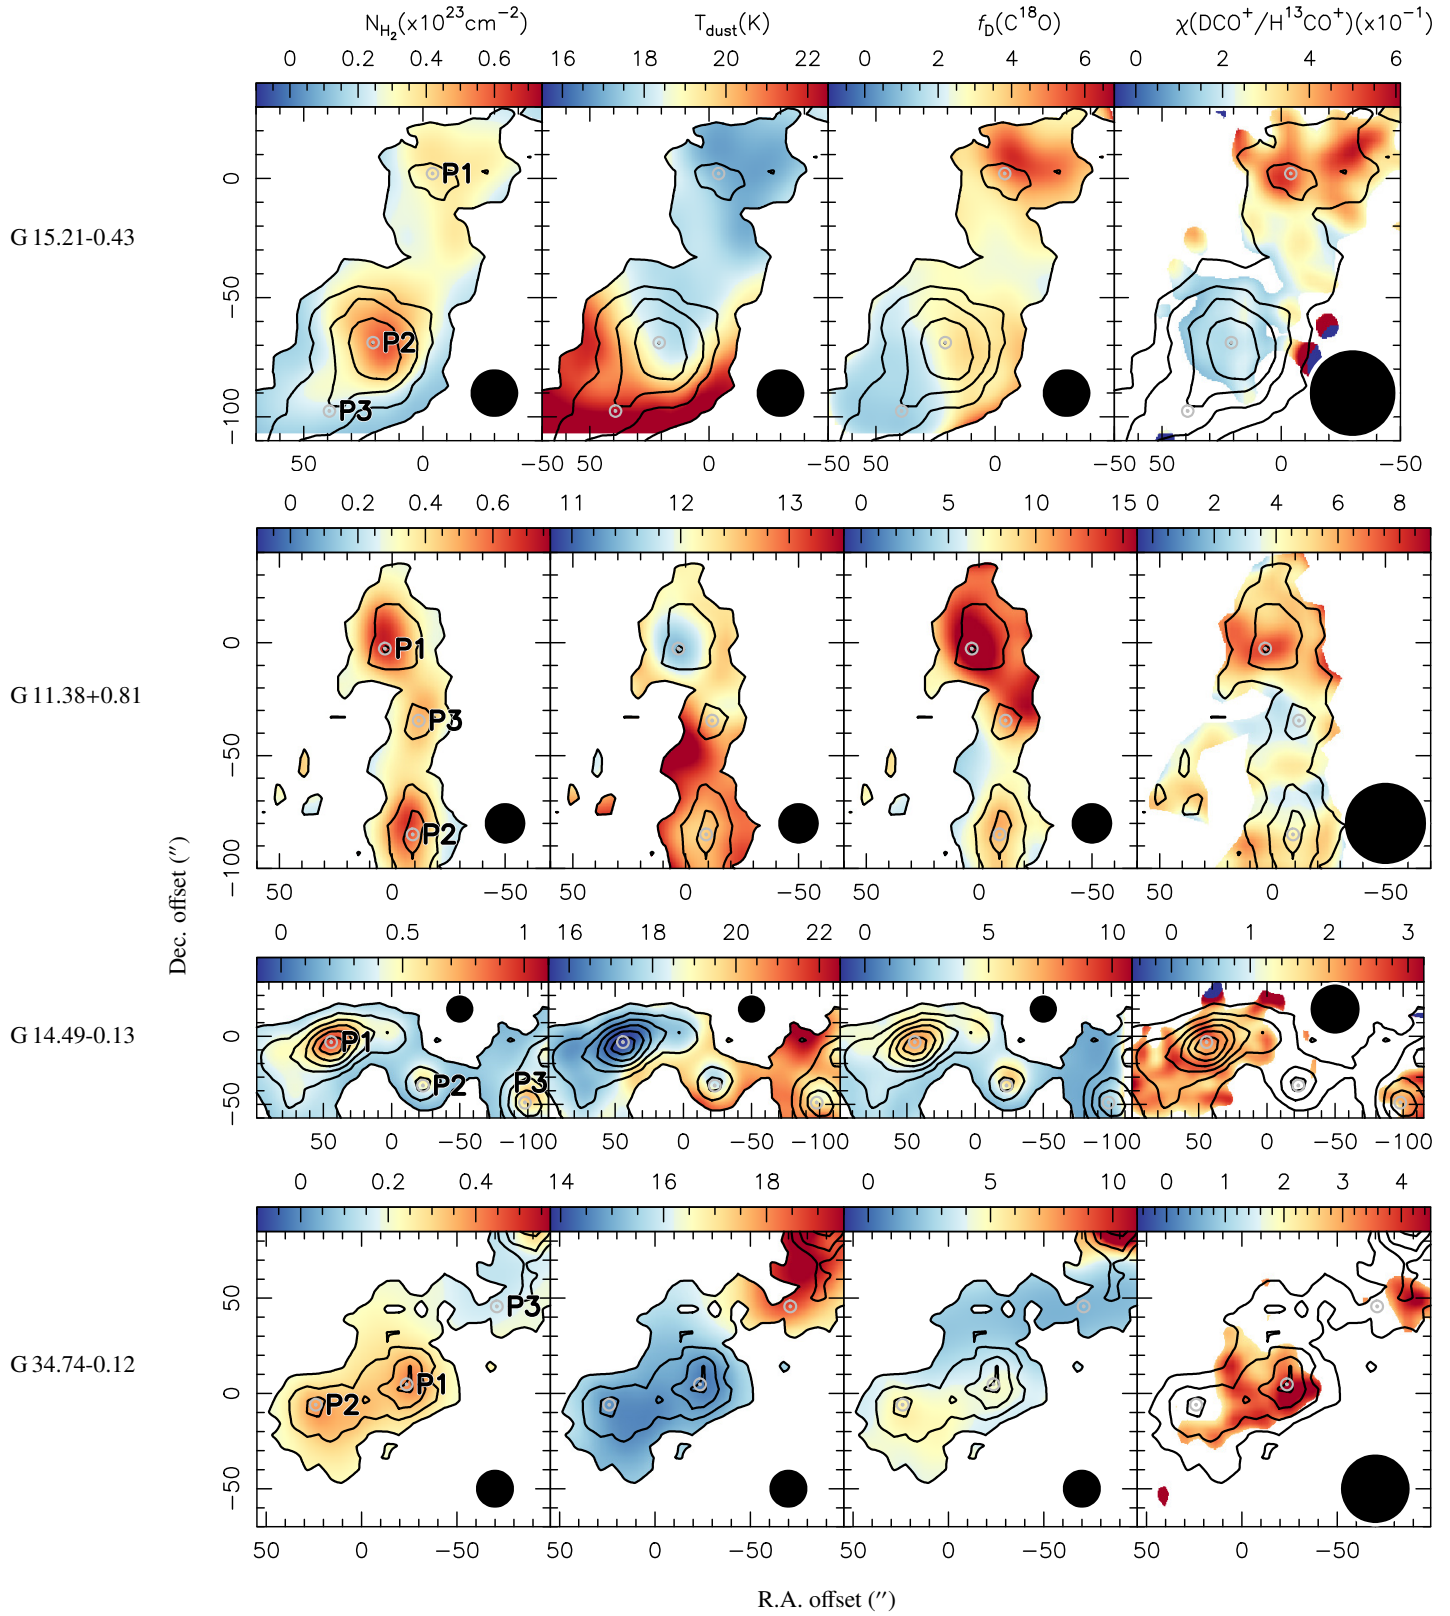 N_H₂(x10²³cm⁻²) T_dust(K) f_D(C¹⁸O) χ(DCO⁺/H¹³CO⁺)(x10⁻¹)
0 0.2 0.4 0.6 16 18 20 22 0 2 4 6 0 2 4 6
P1
0
G 15.21-0.43
−50
P2
P3
−100
50 0 −50 0 −50 0 50 0 −50
0 0.2 0.4 0.6 11 12 13 0 5 10 15 0 2 4 6 8
0
P1
G 11.38+0.81
P3
−50
P2
−100
50 0 −50 50 0 −50 50 0 −50 50 0 −50
Dec. offset (″)
0 0.5 1 16 18 20 22 0 5 10 0 1 2 3
G 14.49-0.13
0
P1
P2
P3
−50
50 0 −50 −100 50 0 −50 −100 50 0 −50 −100 50 0 −50 −100
0 0.2 0.4 14 16 18 0 5 10 0 1 2 3 4
50
P3
G 34.74-0.12
0
P1
P2
−50
50 0 −50 50 0 −50 50 0 −50 50 0 −50
R.A. offset (″)